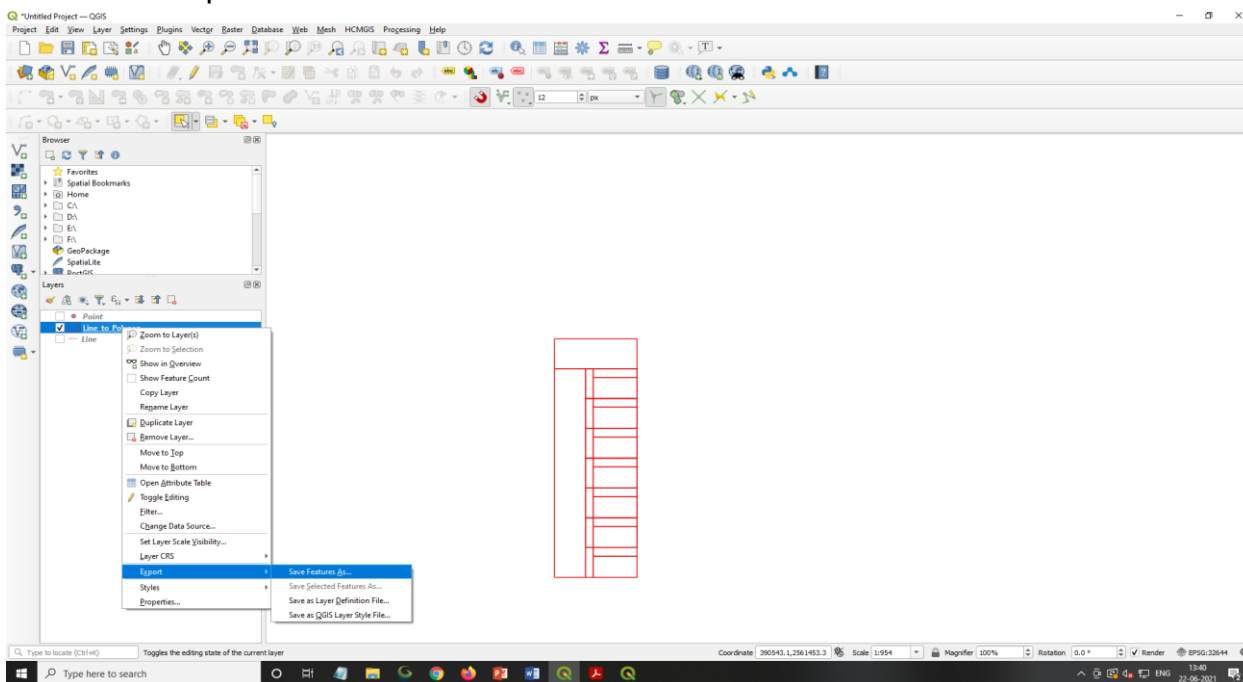 *Untitled Project — QGIS
Project Edit View Layer Settings Plugins Vector Raster Database Web Mesh HCMGIS Processing Help
12 px
Browser
Favorites
Spatial Bookmarks
Home
C:\
D:\
E:\
F:\
GeoPackage
SpatiaLite
PostGIS
Layers
Point
Line to
Line
Zoom to Layer(s)
Zoom to Selection
Show in Overview
Show Feature Count
Copy Layer
Rename Layer
Duplicate Layer
Remove Layer...
Move to Top
Move to Bottom
Open Attribute Table
Toggle Editing
Filter...
Change Data Source...
Set Layer Scale Visibility...
Layer CRS
Export
Styles
Properties...
Save Features As...
Save Selected Features As...
Save as Layer Definition File...
Save as QGIS Layer Style File...
Type to locate (Ctrl+K) Toggles the editing state of the current layer Coordinate 390543.1,2561453.3 Scale 1:954 Magnifier 100% Rotation 0.0 ° Render EPSG:32644
Type here to search ENG 13:40
22-06-2021